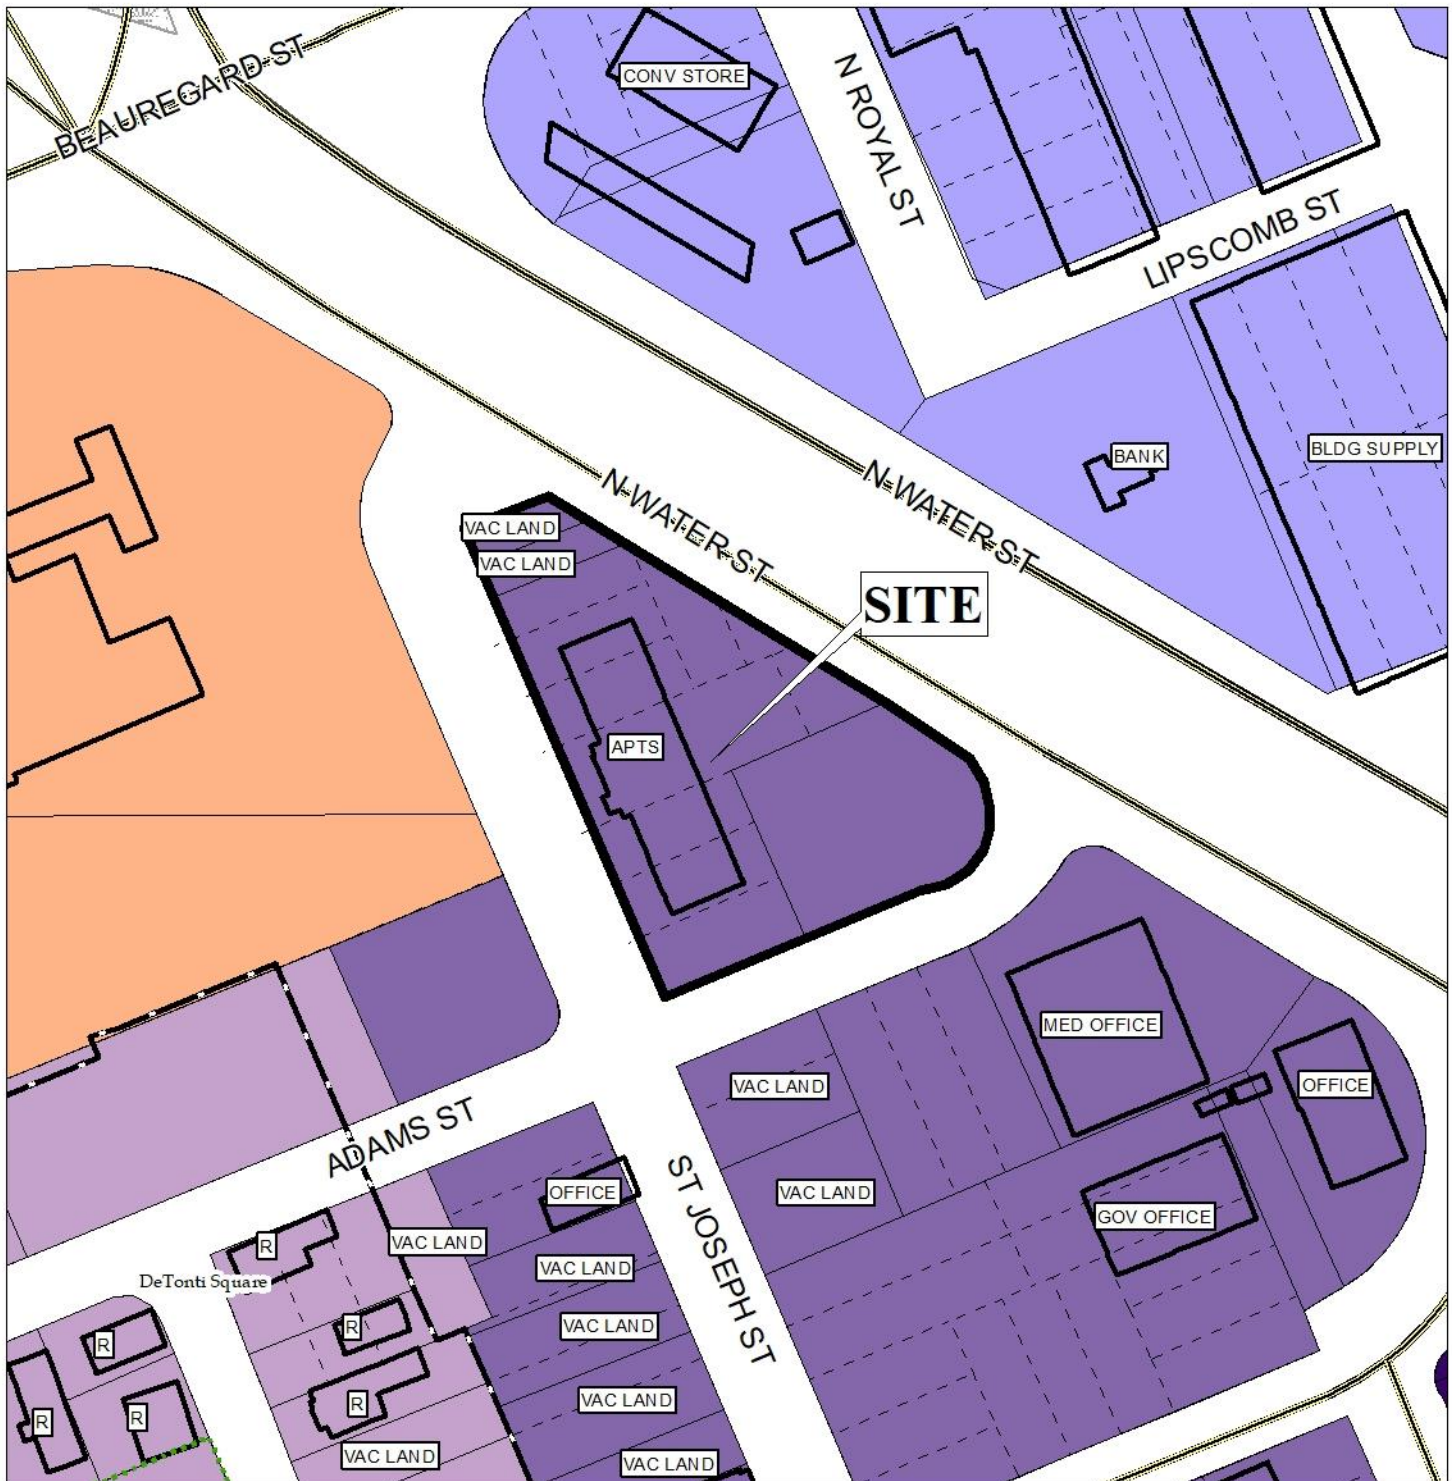 BEAUREGARD ST
CONV STORE
N ROYAL ST
LIPSCOMB ST
BANK
BLDG SUPPLY
N WATER ST
N WATER ST
VAC LAND
VAC LAND
SITE
APTS
MED OFFICE
VAC LAND
OFFICE
ADAMS ST
OFFICE
VAC LAND
ST JOSEPH ST
GOV OFFICE
R
VAC LAND
VAC LAND
DeTonti Square
R
VAC LAND
R
R
R
VAC LAND
R
VAC LAND
VAC LAND